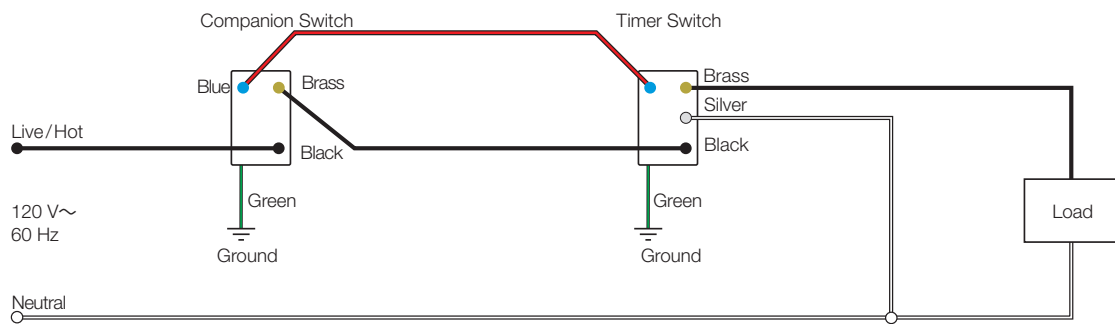 Companion Switch
Timer Switch
Blue
Brass
Brass
Silver
Live/Hot
Black
Black
Green
Green
Load
120 V~
60 Hz
Ground
Ground
Neutral